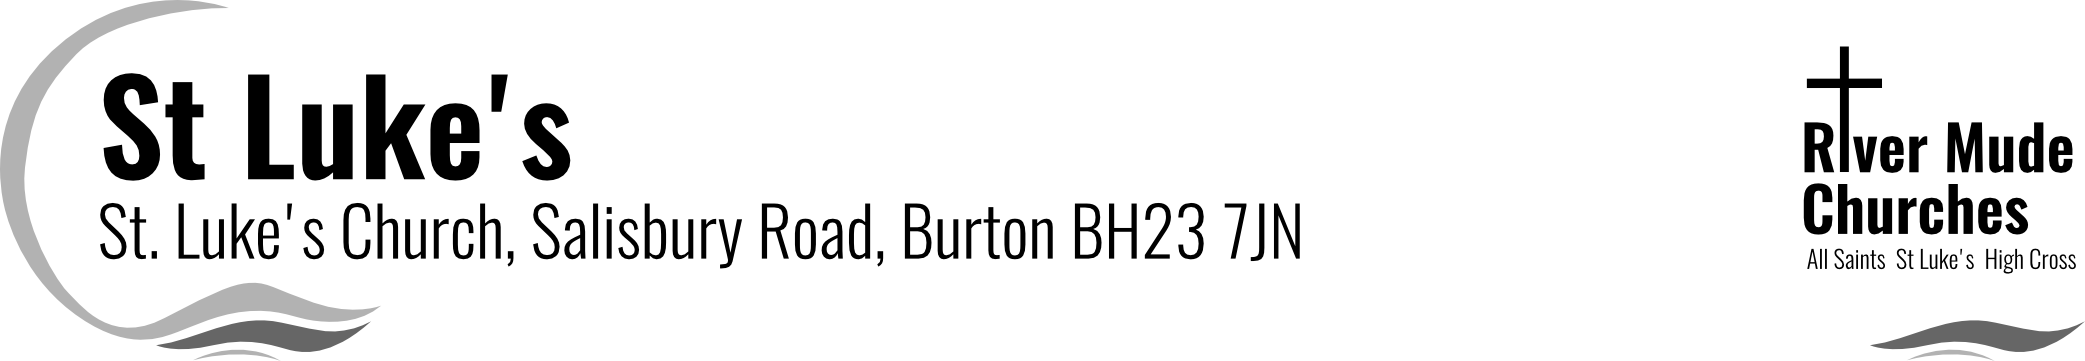 St Luke's
St. Luke's Church, Salisbury Road, Burton BH23 7JN
River Mude
Churches
All Saints St Luke's High Cross